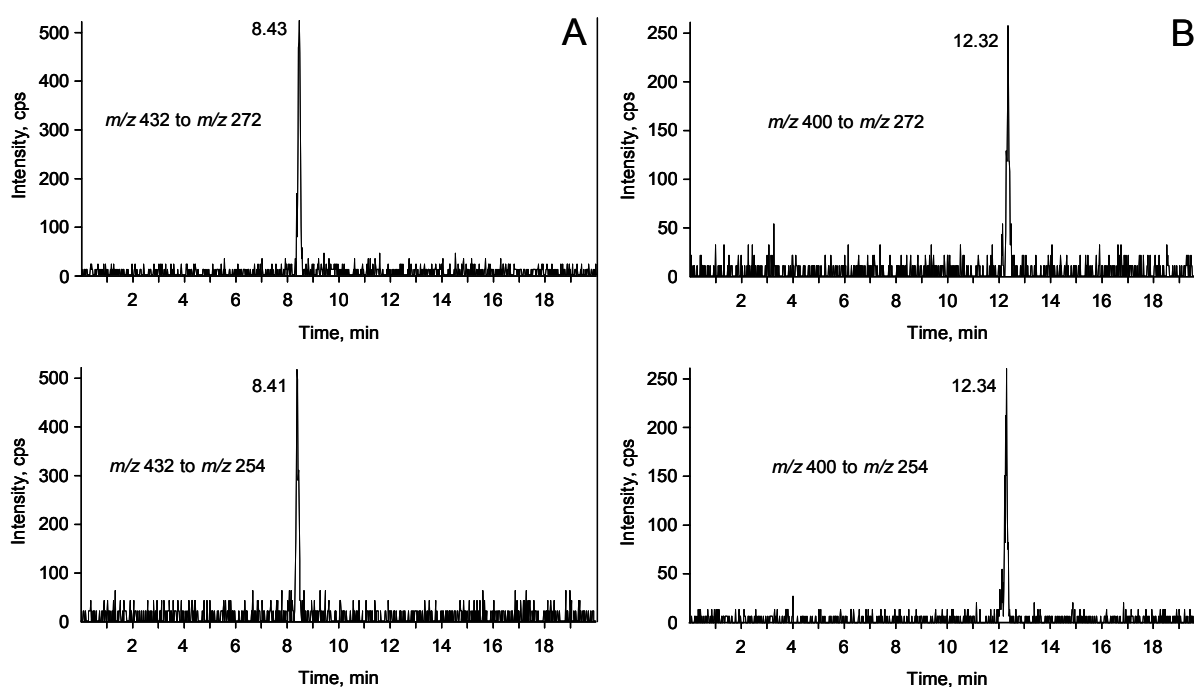 A
8.43
500
400
300
200
100
0
m/z 432 to m/z 272
Intensity, cps
2 4 6 8 10 12 14 16 18
Time, min
B
12.32
250
200
150
100
50
0
m/z 400 to m/z 272
Intensity, cps
2 4 6 8 10 12 14 16 18
Time, min
8.41
500
400
300
200
100
0
m/z 432 to m/z 254
Intensity, cps
2 4 6 8 10 12 14 16 18
Time, min
12.34
250
200
150
100
50
0
m/z 400 to m/z 254
Intensity, cps
2 4 6 8 10 12 14 16 18
Time, min